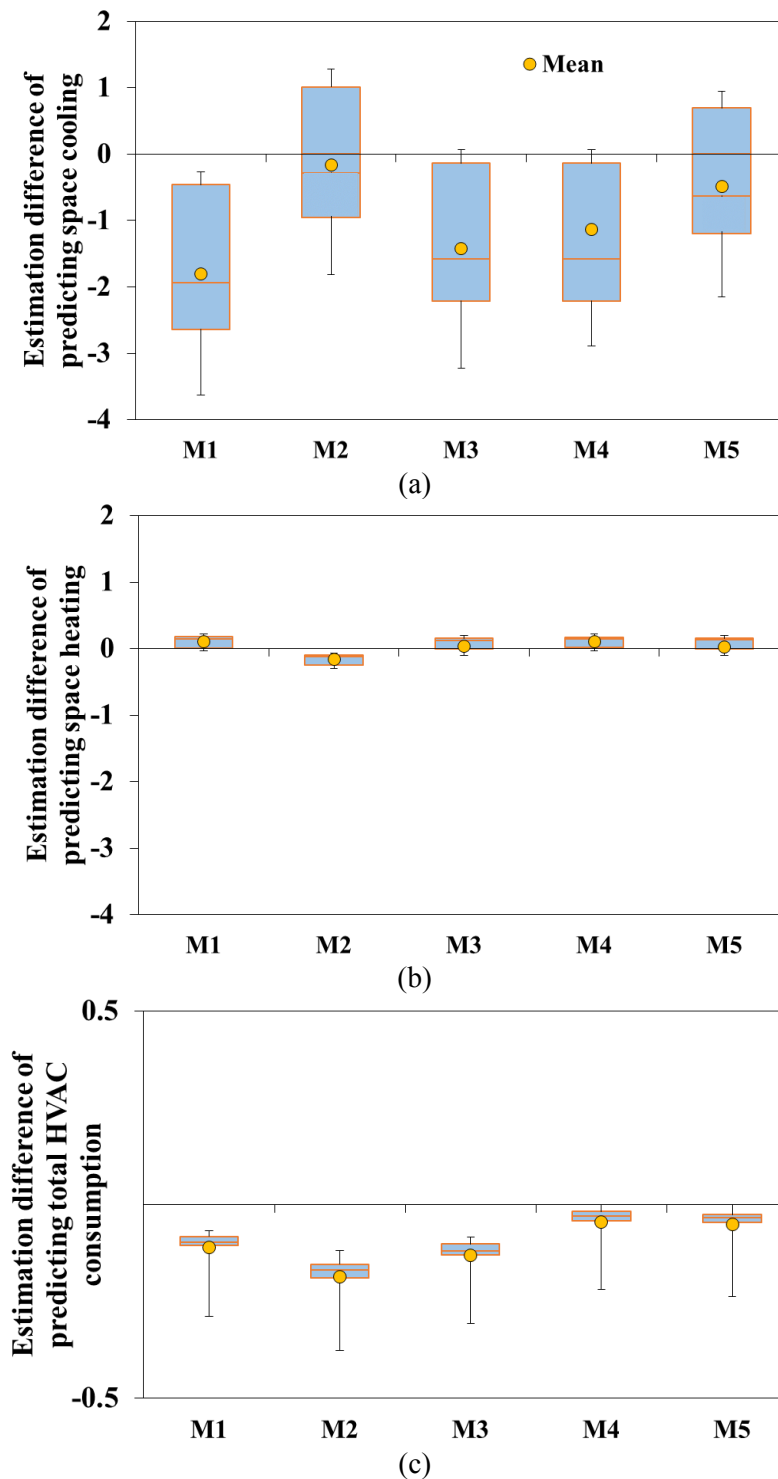 Estimation difference of
predicting space cooling
2
1
0
-1
-2
-3
-4
Mean
M1 M2 M3 M4 M5
(a)
Estimation difference of
predicting space heating
2
1
0
-1
-2
-3
-4
M1 M2 M3 M4 M5
(b)
Estimation difference of
predicting total HVAC
consumption
0.5
-0.5
M1 M2 M3 M4 M5
(c)